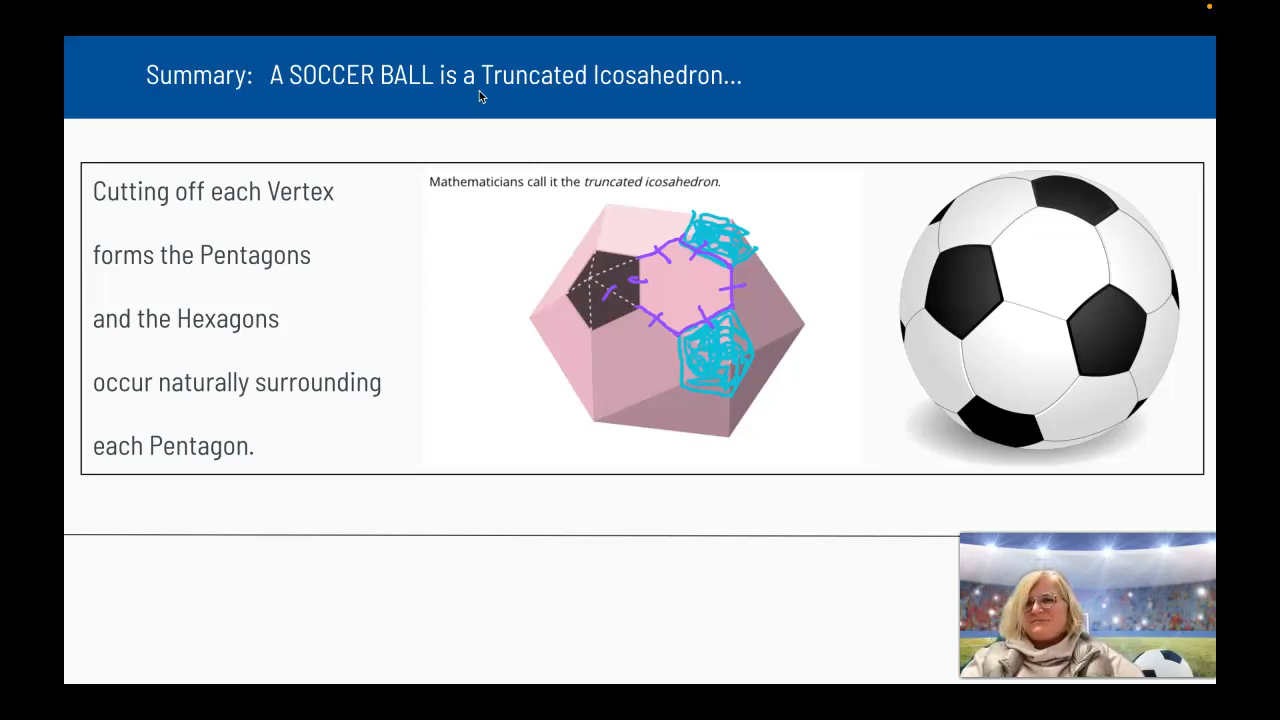 Summary: A SOCCER BALL is a Truncated Icosahedron...
Cutting off each Vertex
forms the Pentagons
and the Hexagons
occur naturally surrounding
each Pentagon.
Mathematicians call it the truncated icosahedron.